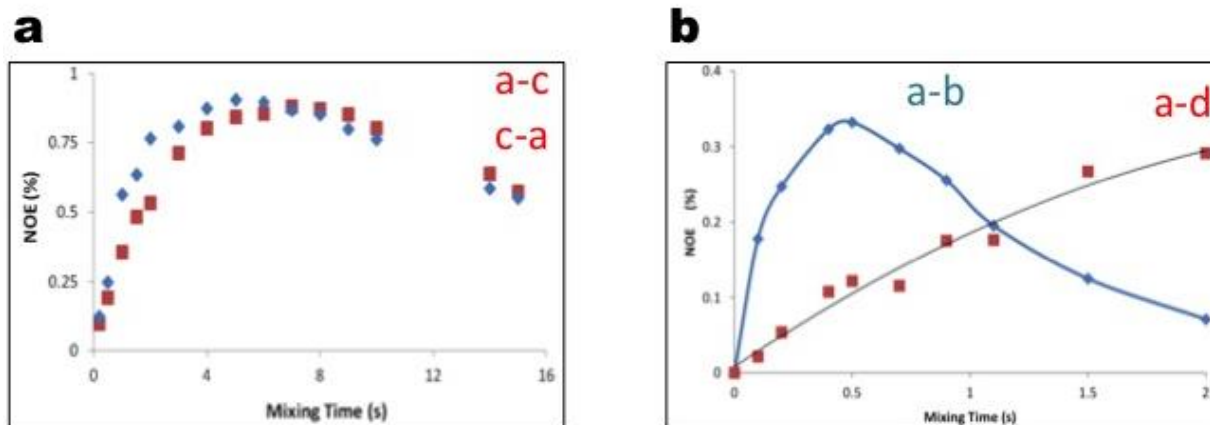 a
1
0.75
0.5
0.25
0
NOE (%)
a-c
c-a
0 4 8 12 16
Mixing Time (s)
b
0.4
0.3
0.2
0.1
0
NOE (%)
a-b
a-d
0 0.5 1 1.5 2
Mixing Time (s)